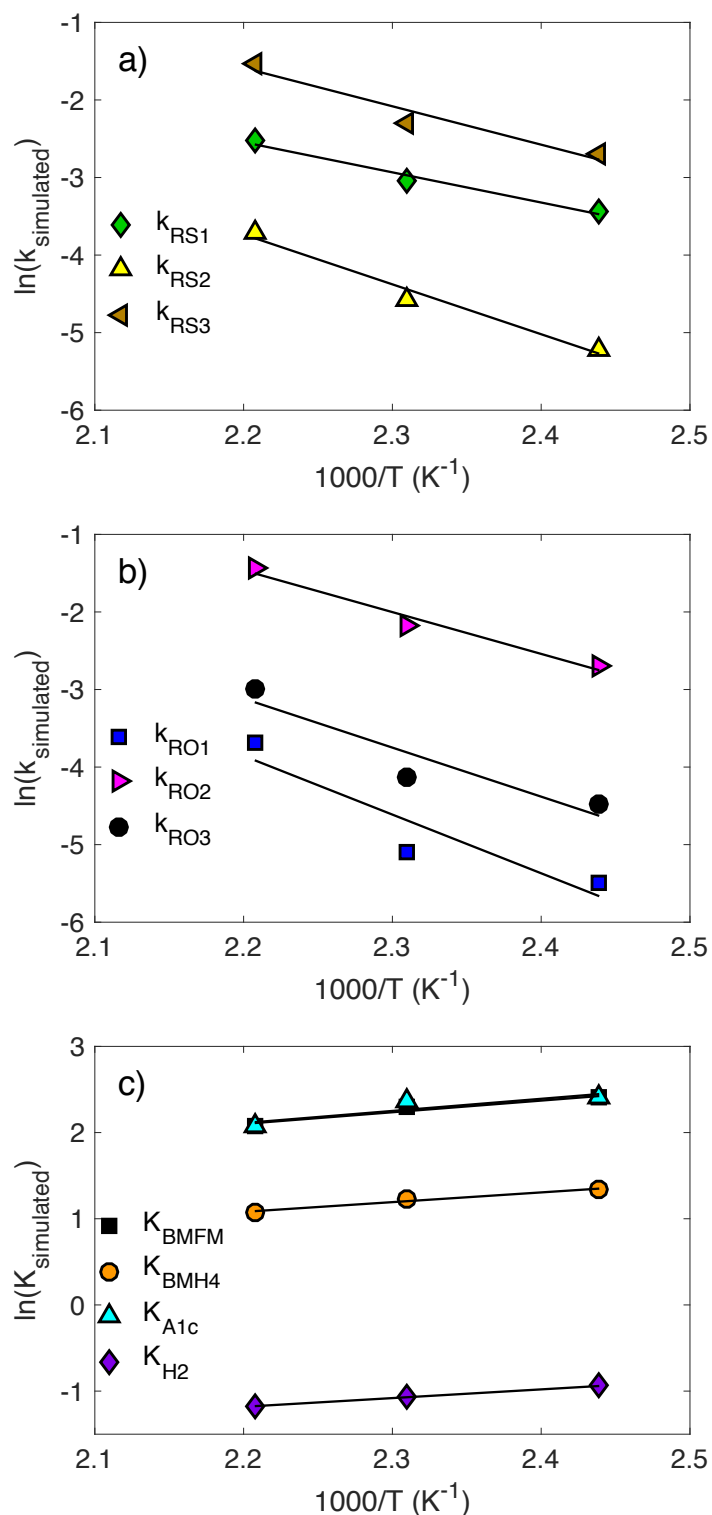 a)
-1
-2
-3
-4
-5
-6
ln(k_simulated)
k_RS1
k_RS2
k_RS3
2.1 2.2 2.3 2.4 2.5
1000/T (K^-1)
b)
-1
-2
-3
-4
-5
-6
ln(k_simulated)
k_RO1
k_RO2
k_RO3
2.1 2.2 2.3 2.4 2.5
1000/T (K^-1)
c)
3
2
1
0
-1
ln(K_simulated)
K_BMFM
K_BMH4
K_A1c
K_H2
2.1 2.2 2.3 2.4 2.5
1000/T (K^-1)